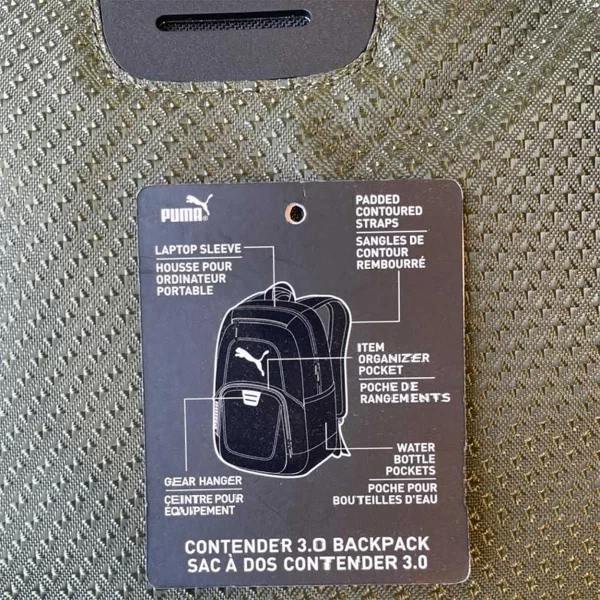 PUMA
LAPTOP SLEEVE
HOUSSE POUR
ORDINATEUR
PORTABLE
PADDED
CONTOURED
STRAPS
SANGLES DE
CONTOUR
REMBOURRÉ
ITEM
ORGANIZER
POCKET
POCHE DE
RANGEMENTS
GEAR HANGER
CEINTRE POUR
ÉQUIPEMENT
WATER
BOTTLE
POCKETS
POCHE POUR
BOUTEILLES D'EAU
CONTENDER 3.0 BACKPACK
SAC À DOS CONTENDER 3.0